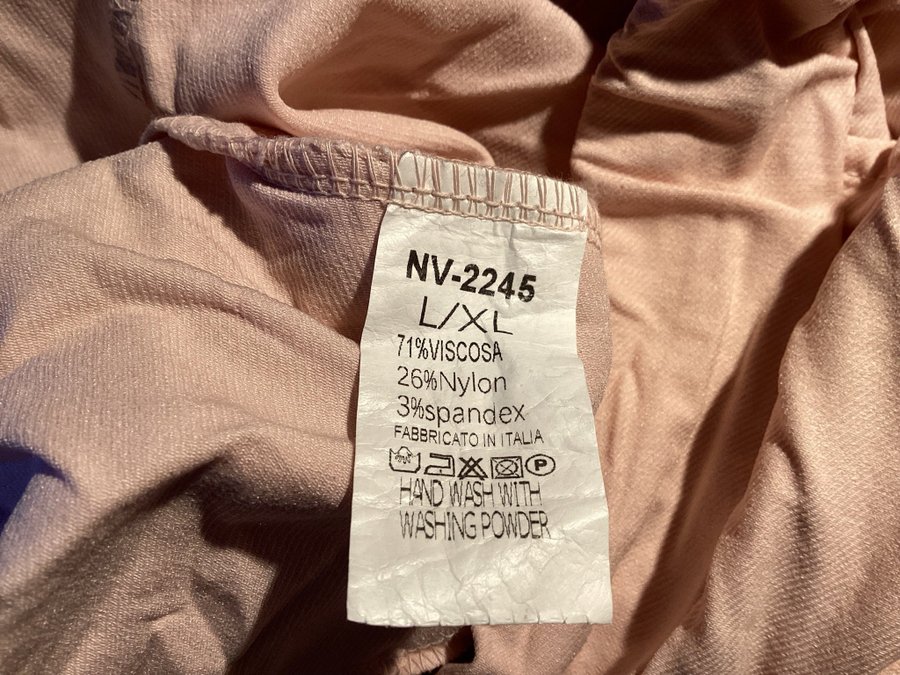 NV-2245
L/XL
71%VISCOSA
26%Nylon
3%spandex
FABBRICATO IN ITALIA
P
HAND WASH WITH
WASHING POWDER